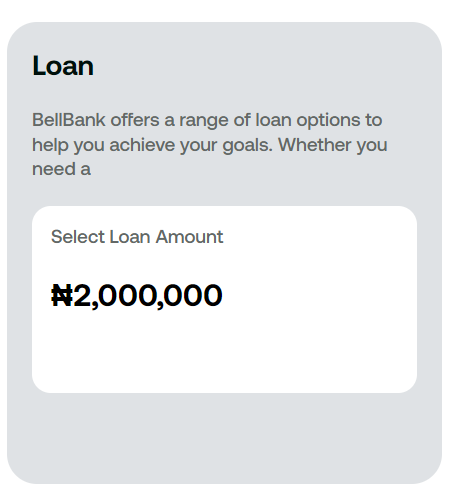 Loan
BellBank offers a range of loan options to
help you achieve your goals. Whether you
need a
Select Loan Amount
₦2,000,000